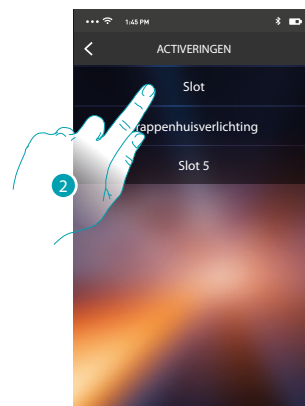 1:45 PM
ACTIVERINGEN
Slot
rappenhuisverlichting
Slot 5
2